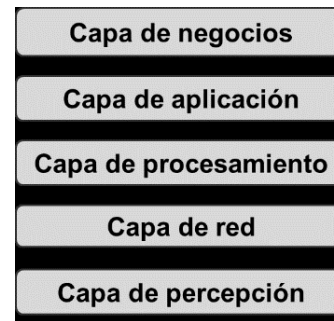 Capa de negocios
Capa de aplicación
Capa de procesamiento
Capa de red
Capa de percepción